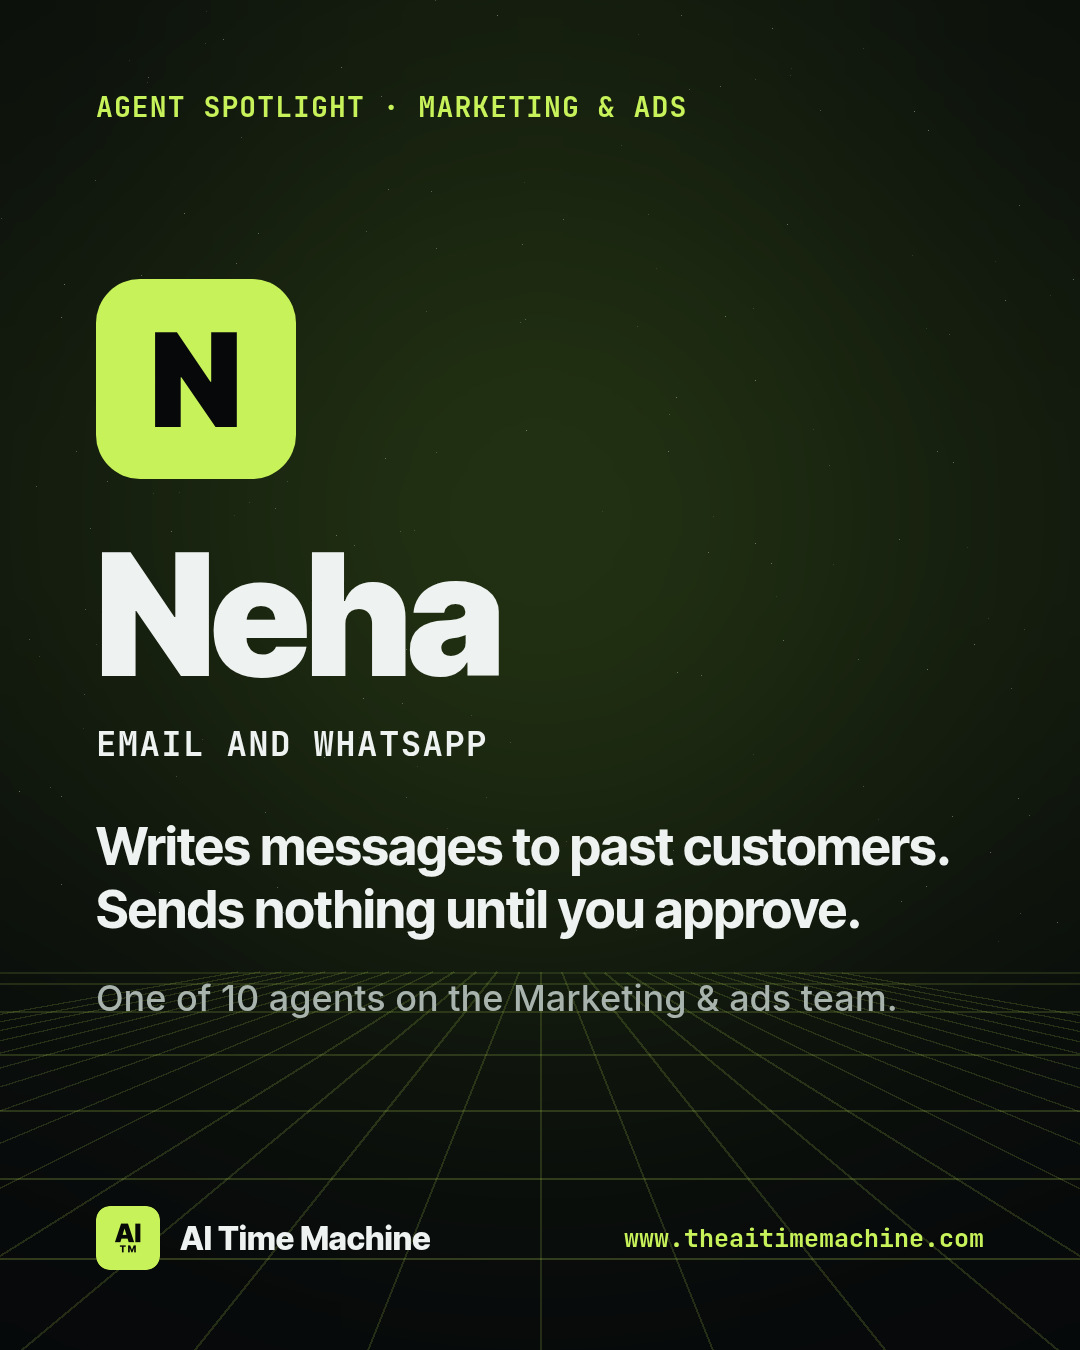 AGENT SPOTLIGHT · MARKETING & ADS
N
Neha
EMAIL AND WHATSAPP
Writes messages to past customers.
Sends nothing until you approve.
One of 10 agents on the Marketing & ads team.
AI
TM
AI Time Machine
www.theaitimemachine.com